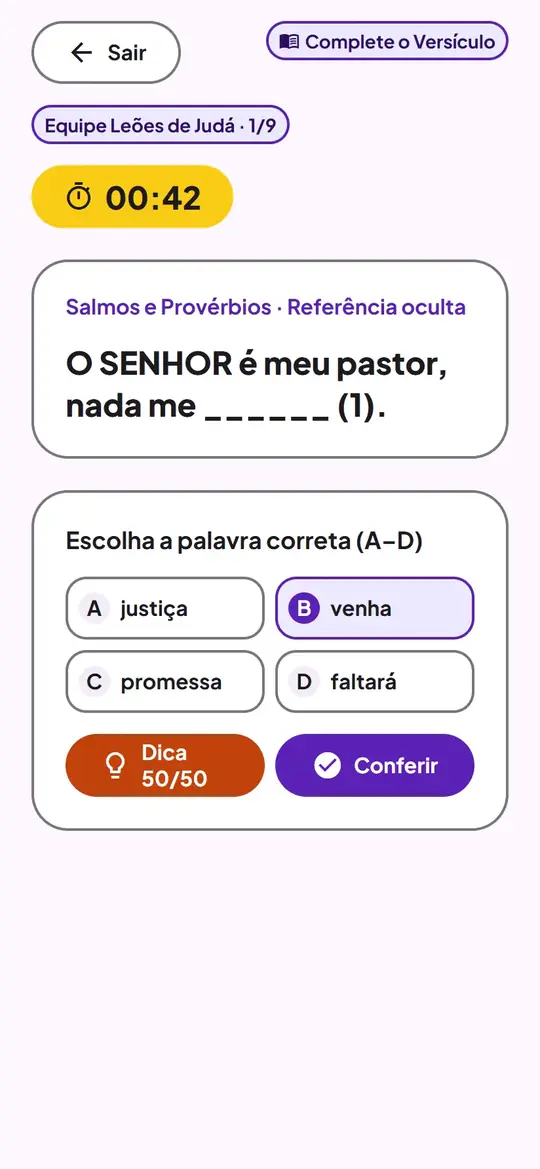 Sair
Complete o Versículo
Equipe Leões de Judá · 1/9
00:42
Salmos e Provérbios · Referência oculta
O SENHOR é meu pastor,
nada me ______ (1).
Escolha a palavra correta (A–D)
A justiça
B venha
C promessa
D faltará
Dica
50/50
Conferir